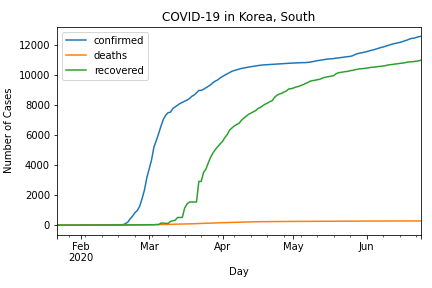 COVID-19 in Korea, South
confirmed
deaths
recovered
Number of Cases
12000
10000
8000
6000
4000
2000
0
Feb
2020
Mar
Apr
May
Jun
Day